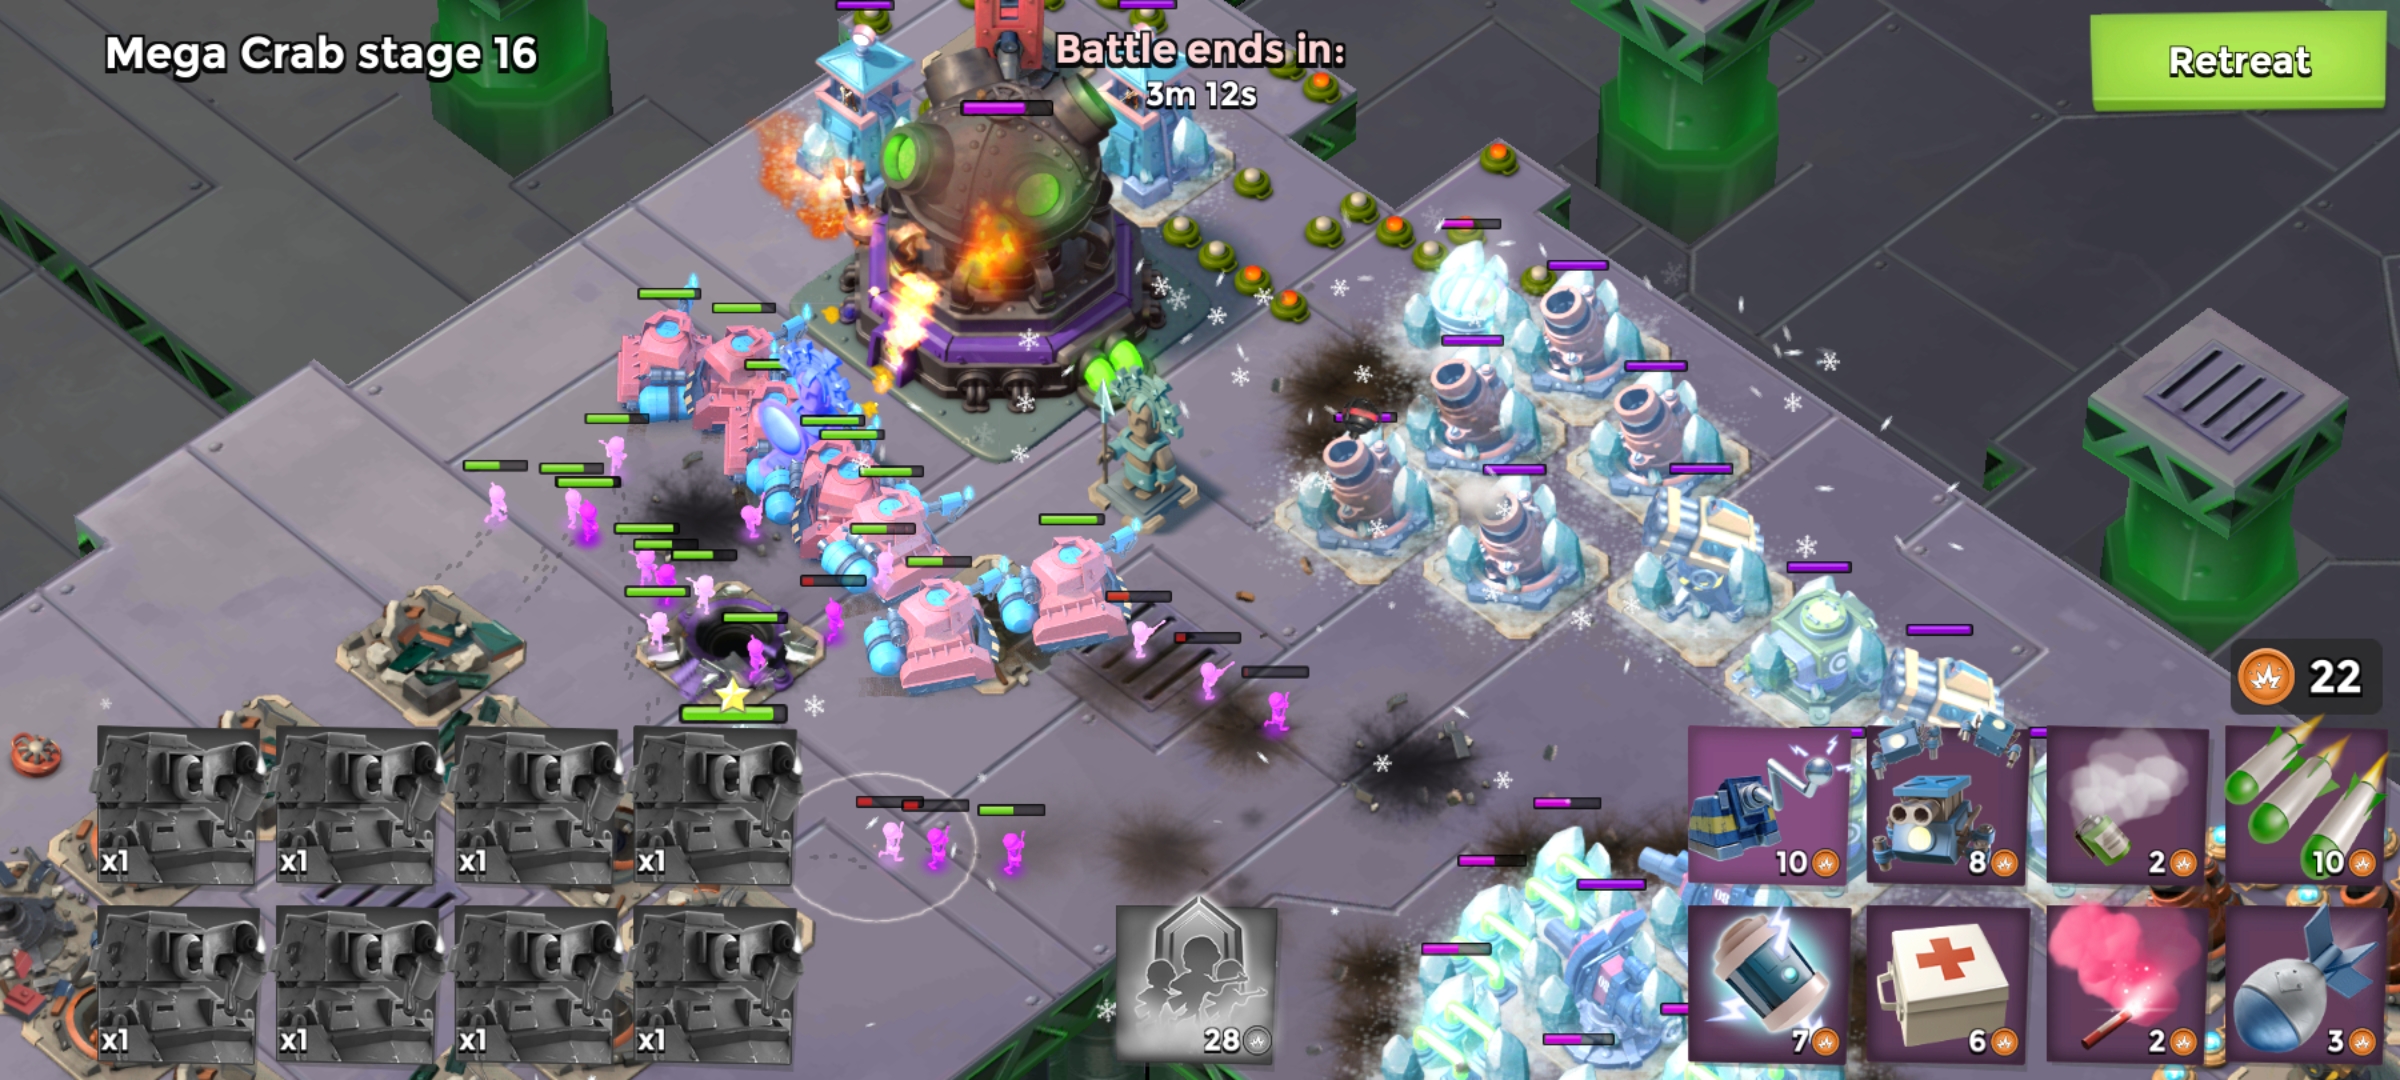 Mega Crab stage 16
Battle ends in:
3m 12s
Retreat
22
x1
x1
x1
x1
10
8
2
10
x1
x1
x1
x1
28
7
6
2
3